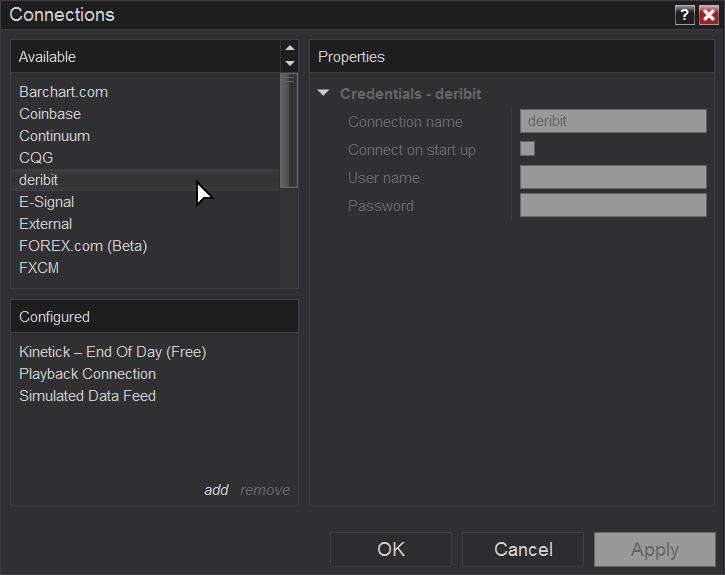 Connections
?
Available
Barchart.com
Coinbase
Continuum
CQG
deribit
E-Signal
External
FOREX.com (Beta)
FXCM
Configured
Kinetick – End Of Day (Free)
Playback Connection
Simulated Data Feed
add remove
Properties
Credentials - deribit
Connection name deribit
Connect on start up
User name
Password
OK Cancel Apply